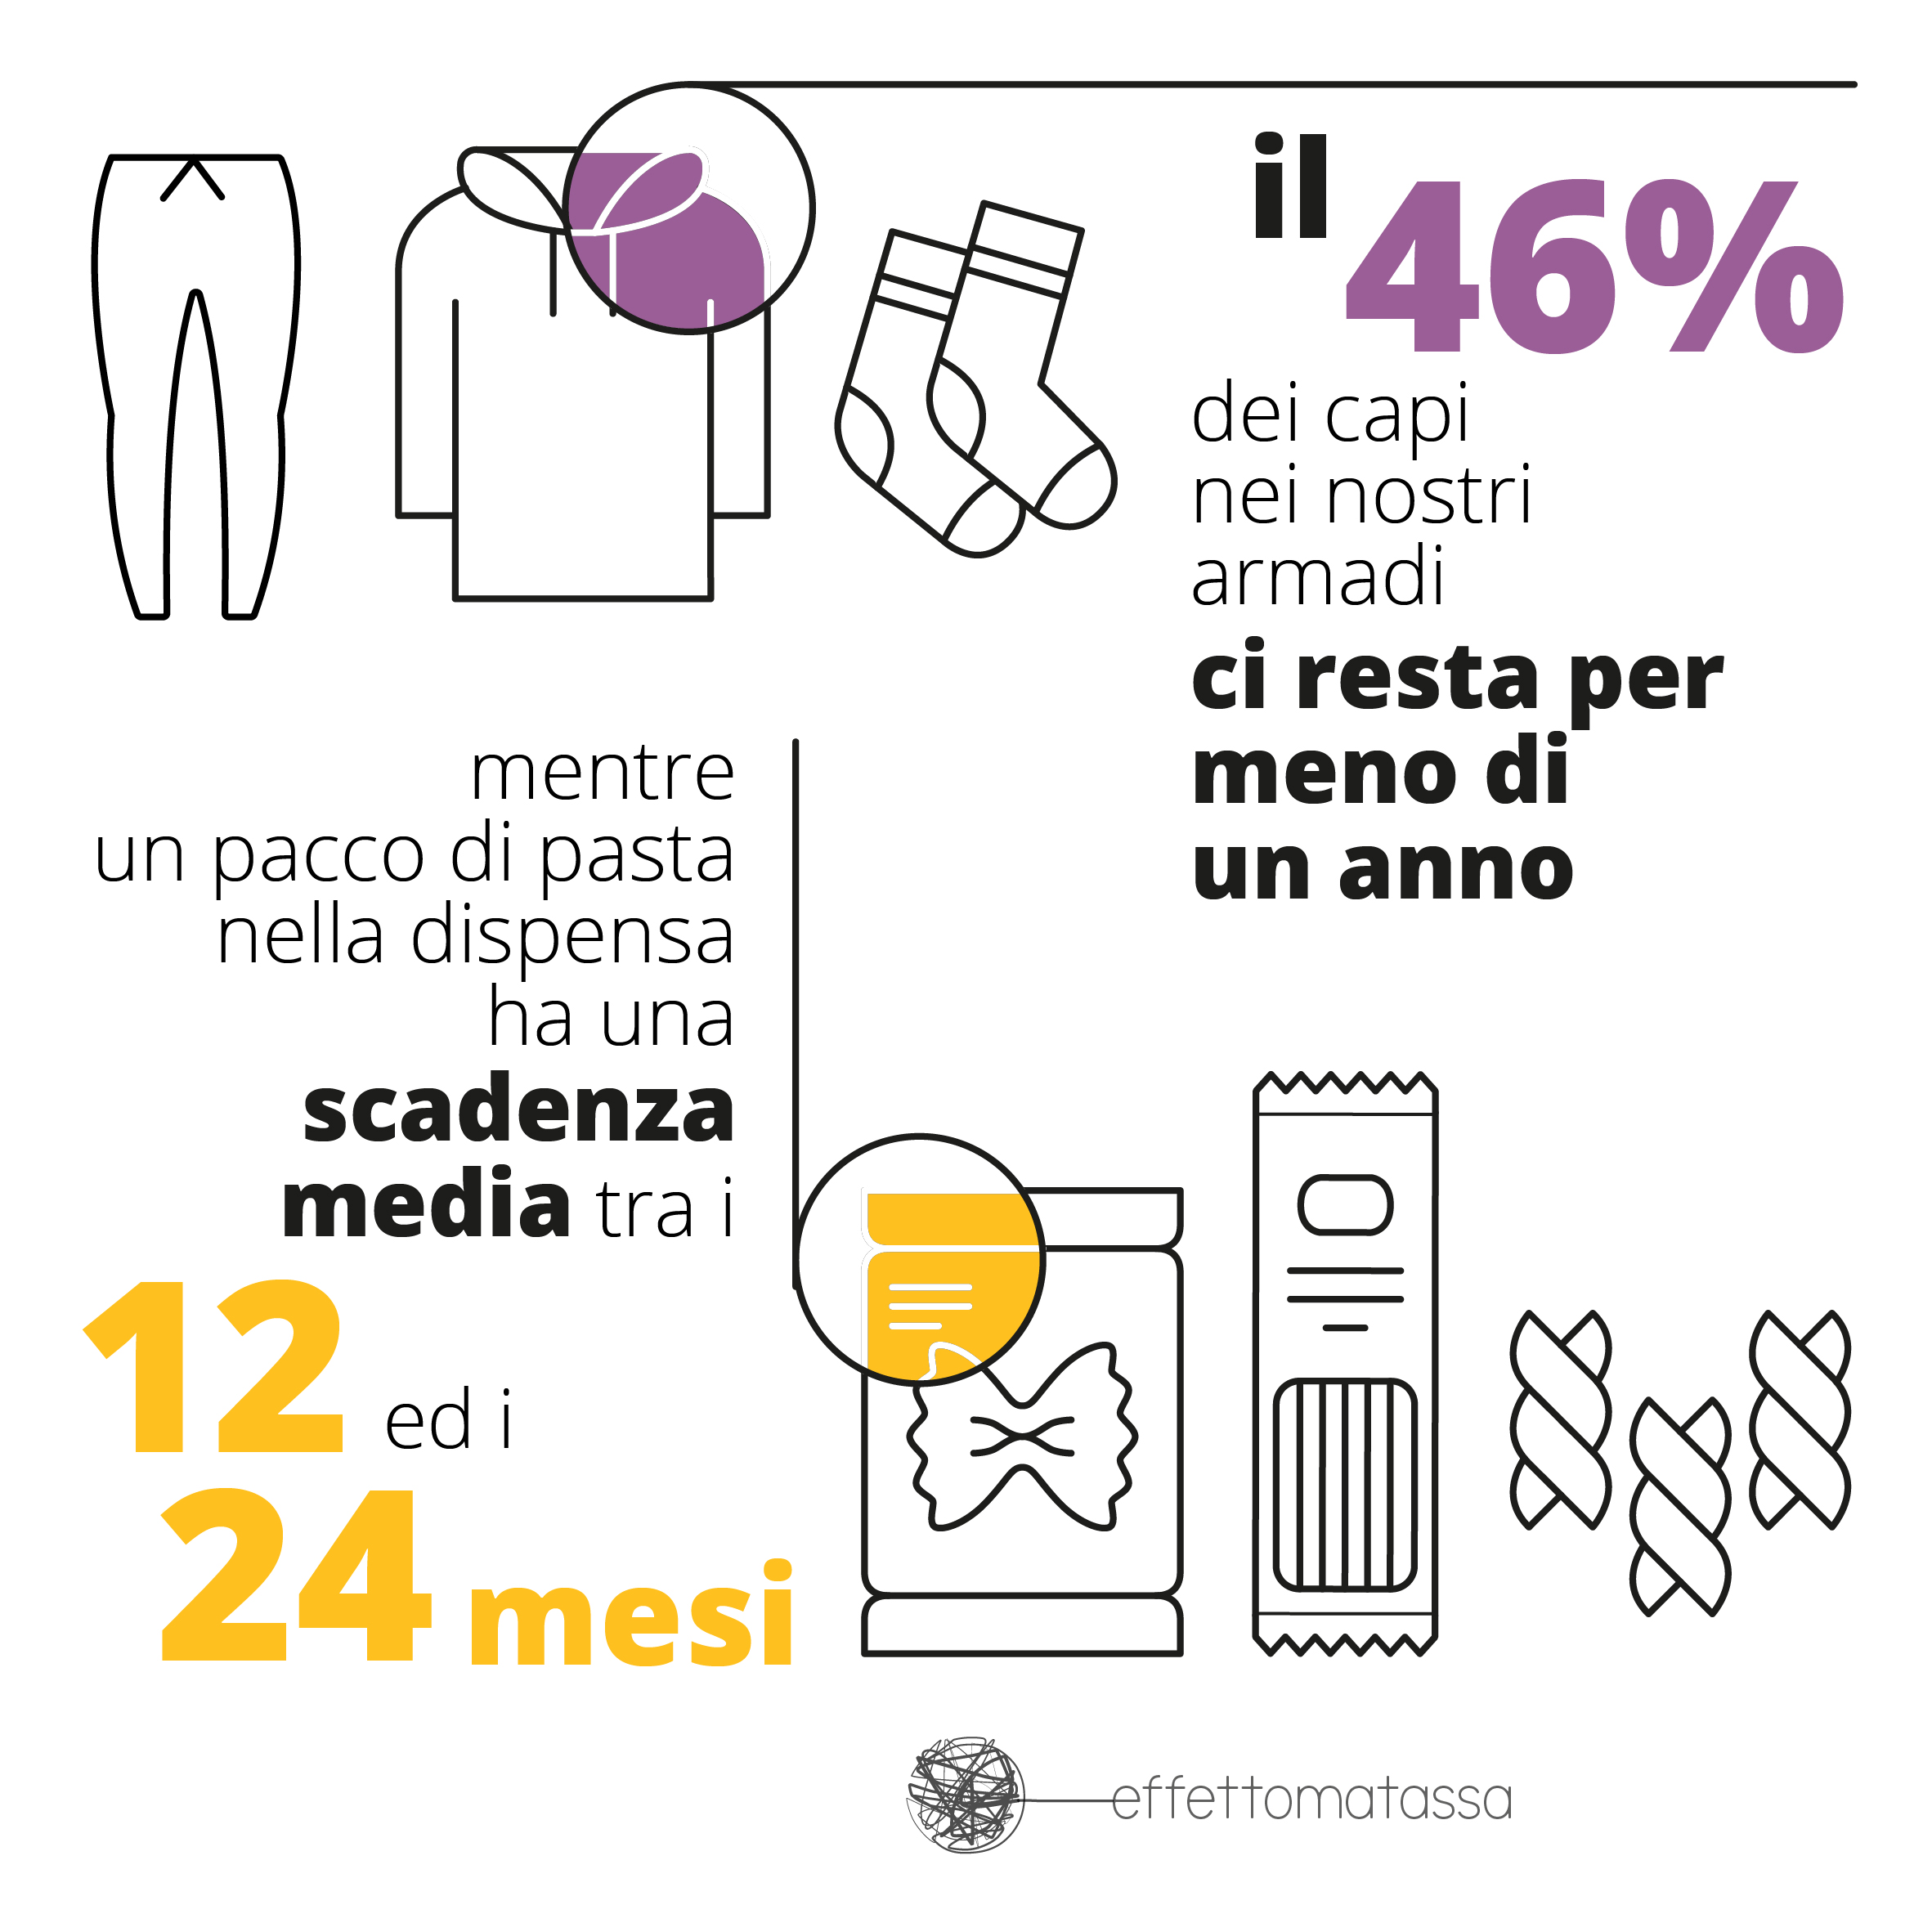 il
46%
dei capi
nei nostri
armadi
ci resta per
meno di
un anno
mentre
un pacco di pasta
nella dispensa
ha una
scadenza
media tra i
12 ed i
24 mesi
effettomatassa